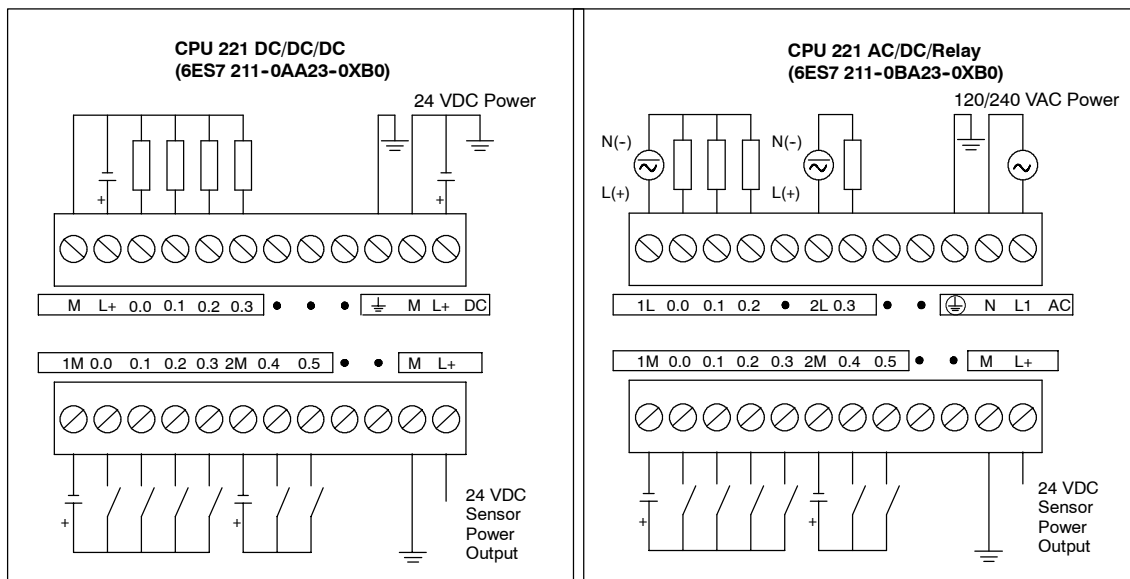 CPU 221 DC/DC/DC
(6ES7 211-0AA23-0XB0)
24 VDC Power
+
+
M L+ 0.0 0.1 0.2 0.3 • • • M L+ DC
1M 0.0 0.1 0.2 0.3 2M 0.4 0.5 • • M L+
+
+
24 VDC
Sensor
Power
Output
CPU 221 AC/DC/Relay
(6ES7 211-0BA23-0XB0)
120/240 VAC Power
N(-)
N(-)
L(+)
L(+)
1L 0.0 0.1 0.2 • 2L 0.3 • • N L1 AC
1M 0.0 0.1 0.2 0.3 2M 0.4 0.5 • • M L+
+
+
24 VDC
Sensor
Power
Output